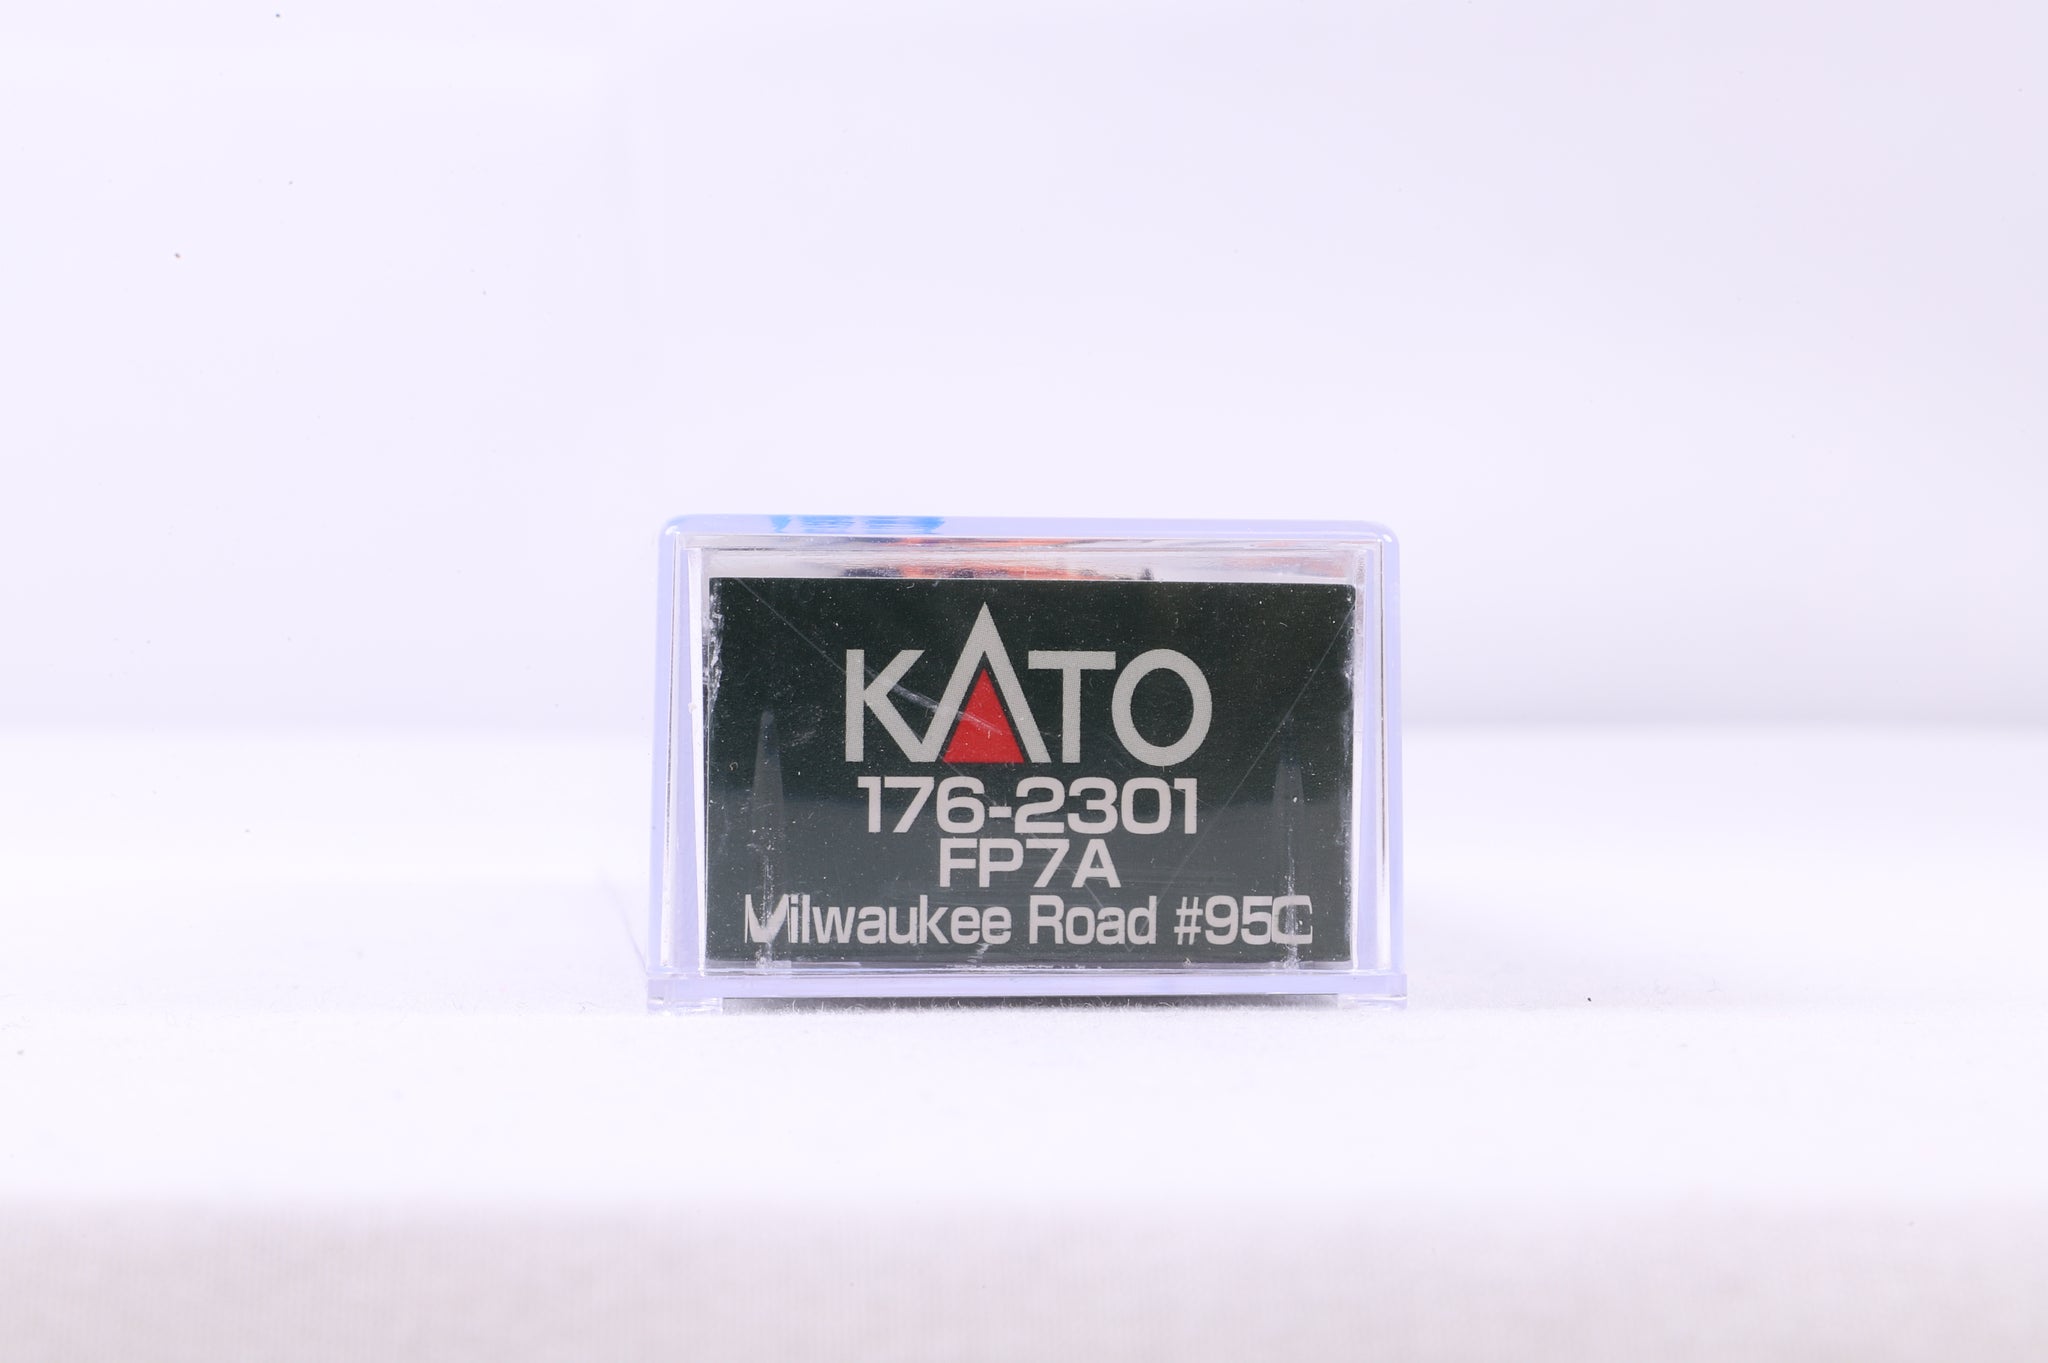 KATO
176-2301
FP7A
Milwaukee Road #95C